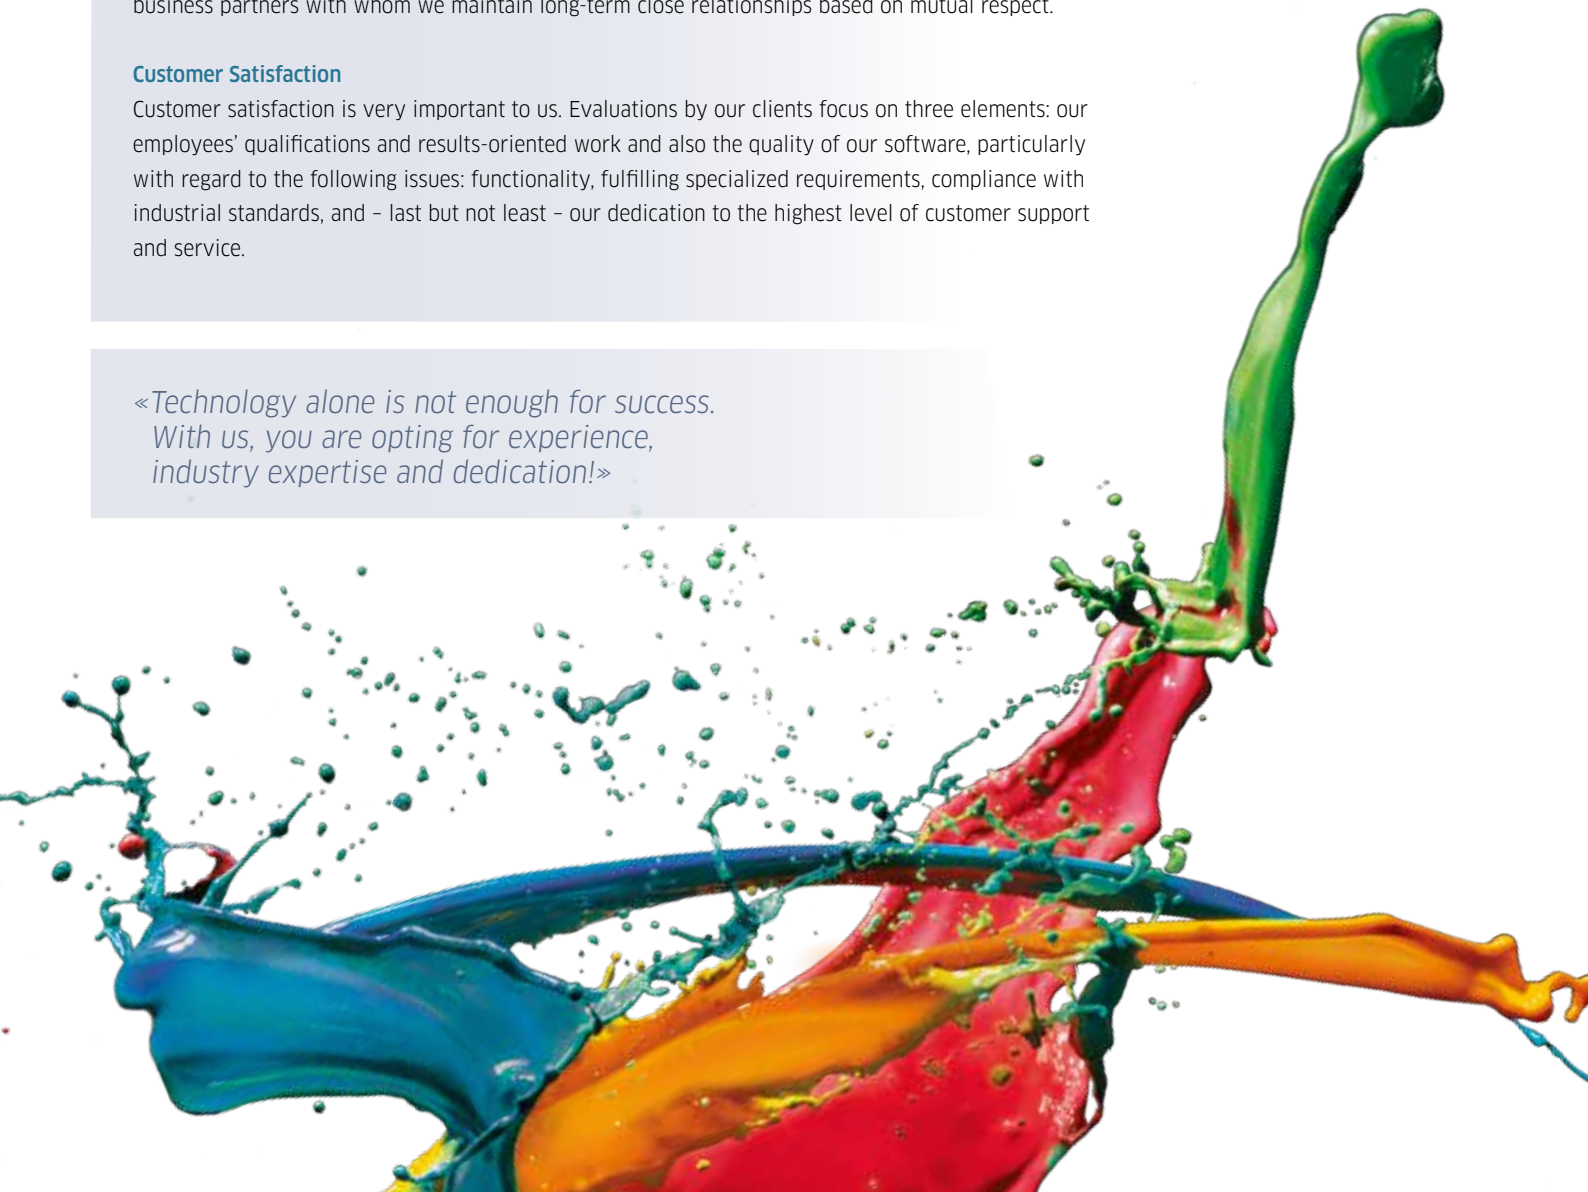 business partners with whom we maintain long-term close relationships based on mutual respect.
Customer Satisfaction
Customer satisfaction is very important to us. Evaluations by our clients focus on three elements: our
employees’ qualifications and results-oriented work and also the quality of our software, particularly
with regard to the following issues: functionality, fulfilling specialized requirements, compliance with
industrial standards, and – last but not least – our dedication to the highest level of customer support
and service.
«Technology alone is not enough for success.
With us, you are opting for experience,
industry expertise and dedication!»